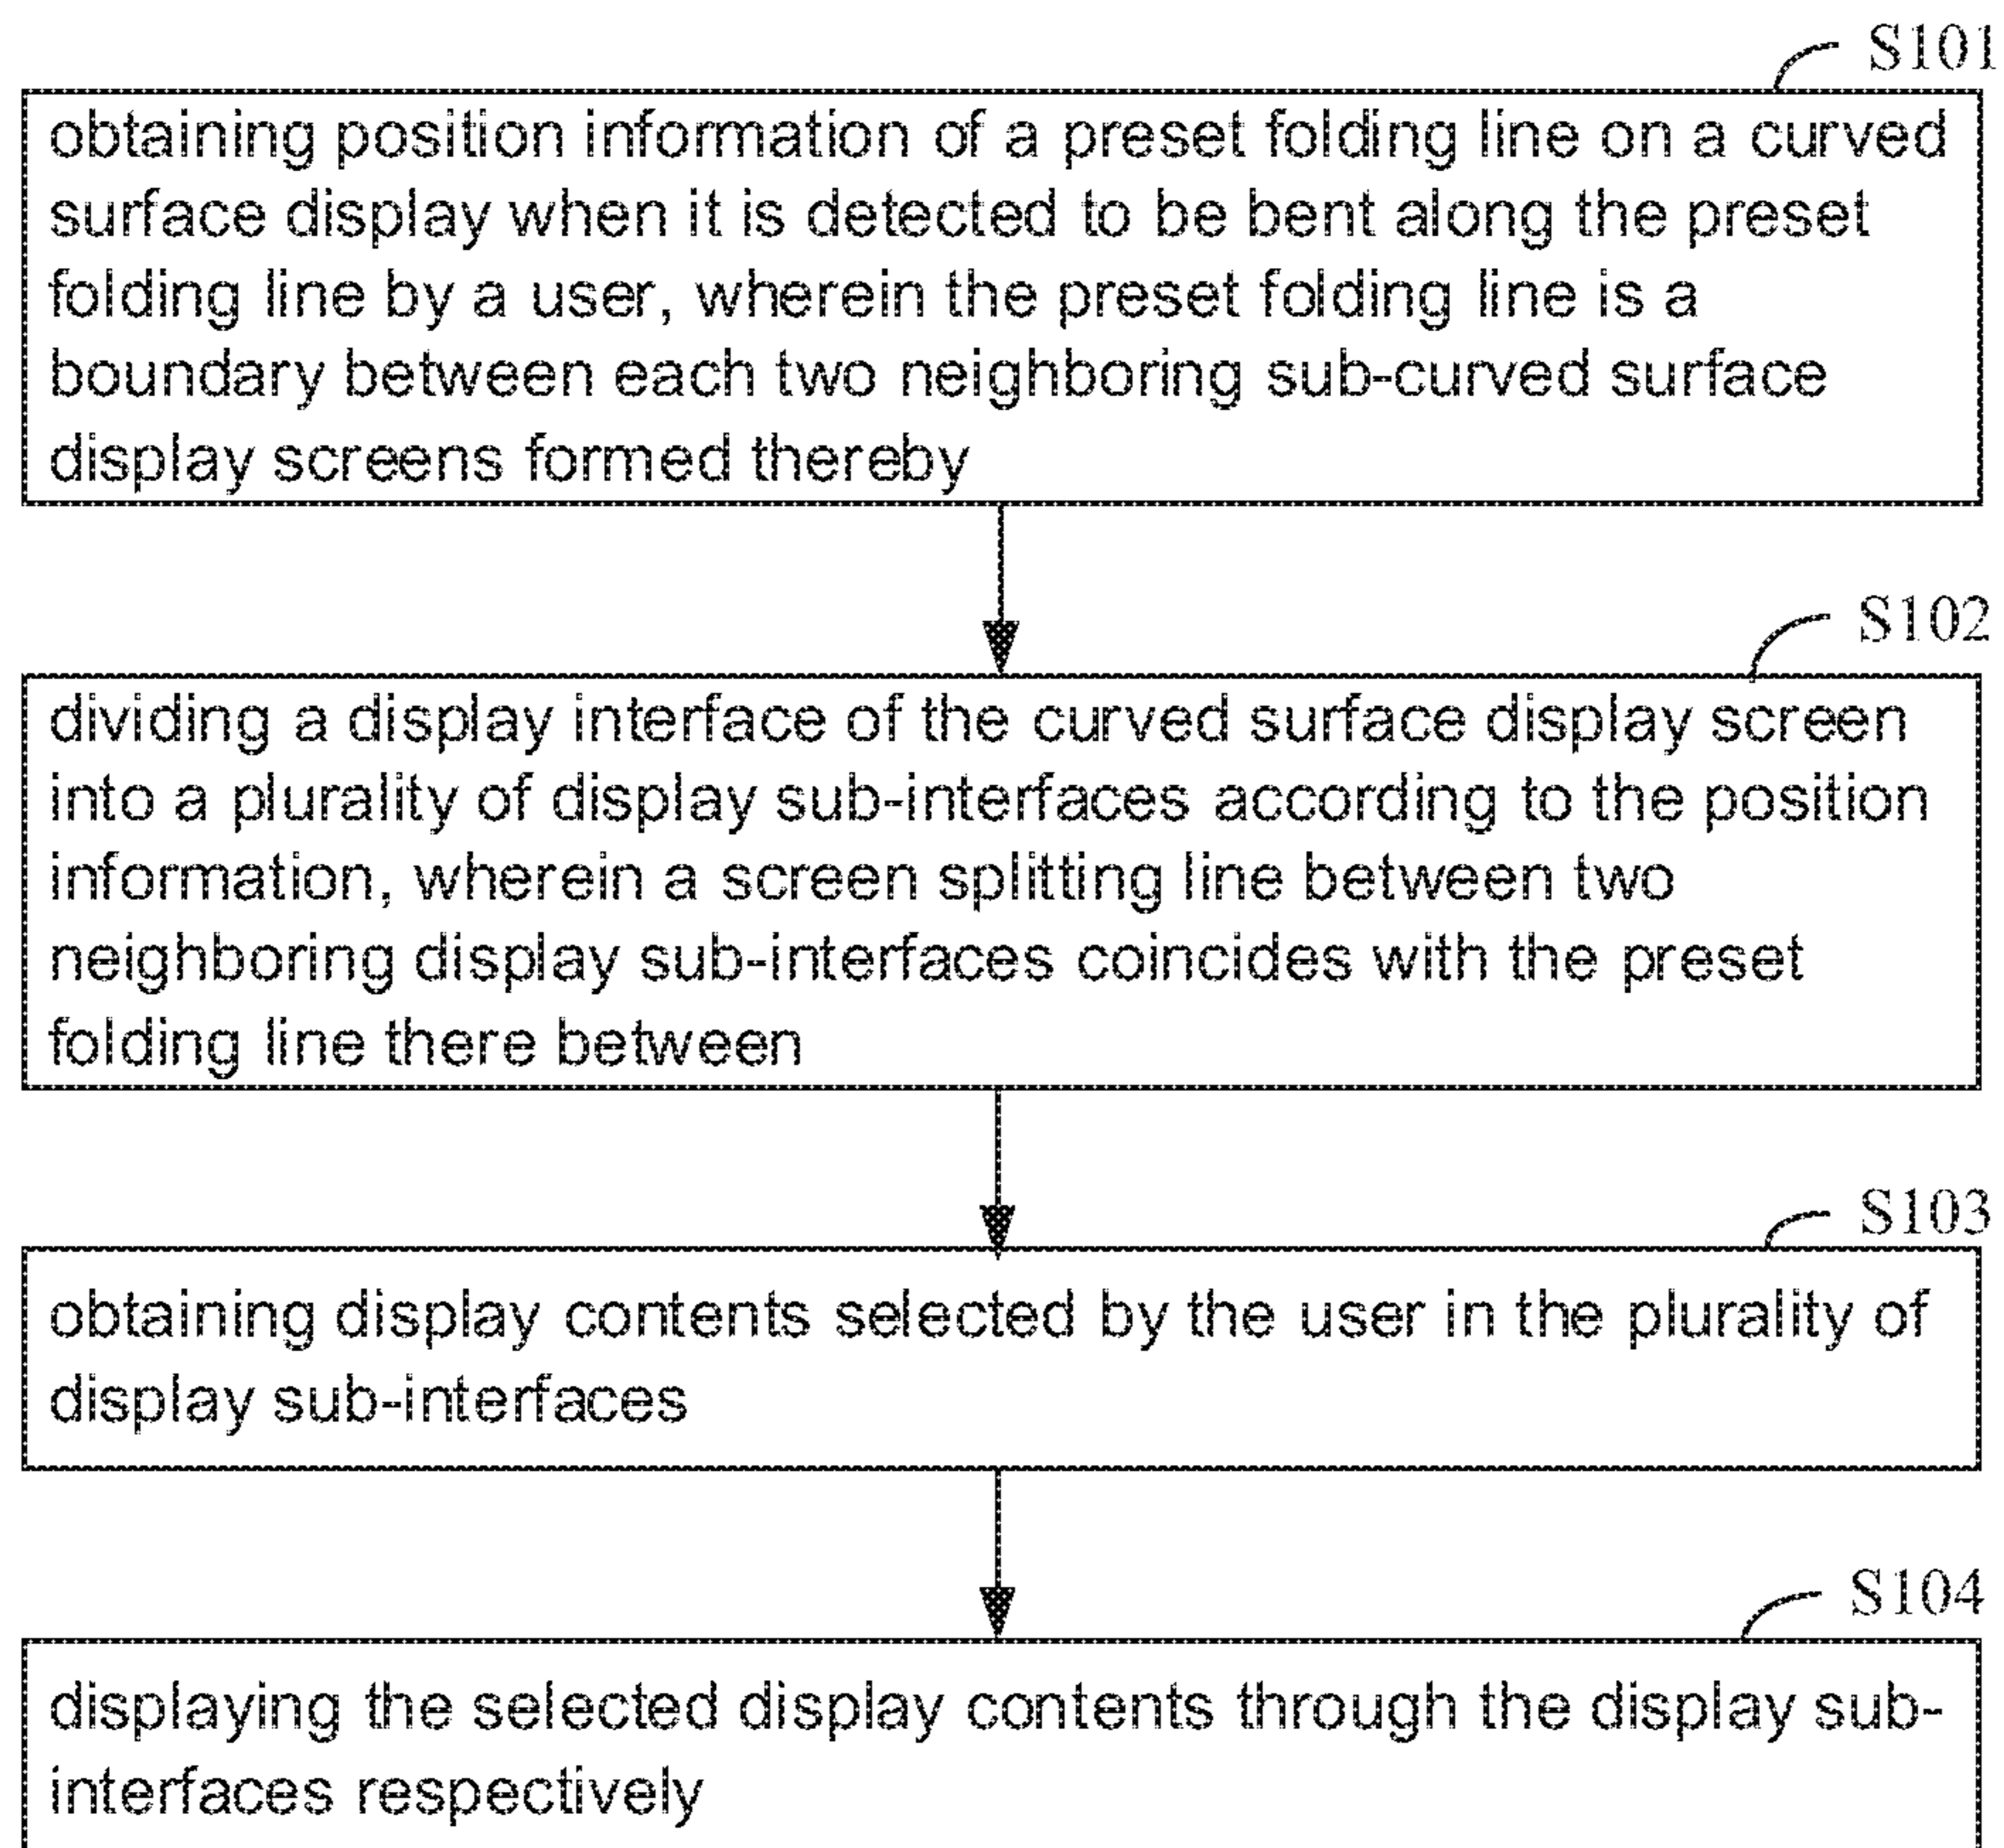 S101
obtaining position information of a preset folding line on a curved
surface display when it is detected to be bent along the preset
folding line by a user, wherein the preset folding line is a
boundary between each two neighboring sub-curved surface
display screens formed thereby
S102
dividing a display interface of the curved surface display screen
into a plurality of display sub-interfaces according to the position
information, wherein a screen splitting line between two
neighboring display sub-interfaces coincides with the preset
folding line there between
S103
obtaining display contents selected by the user in the plurality of
display sub-interfaces
S104
displaying the selected display contents through the display sub-
interfaces respectively